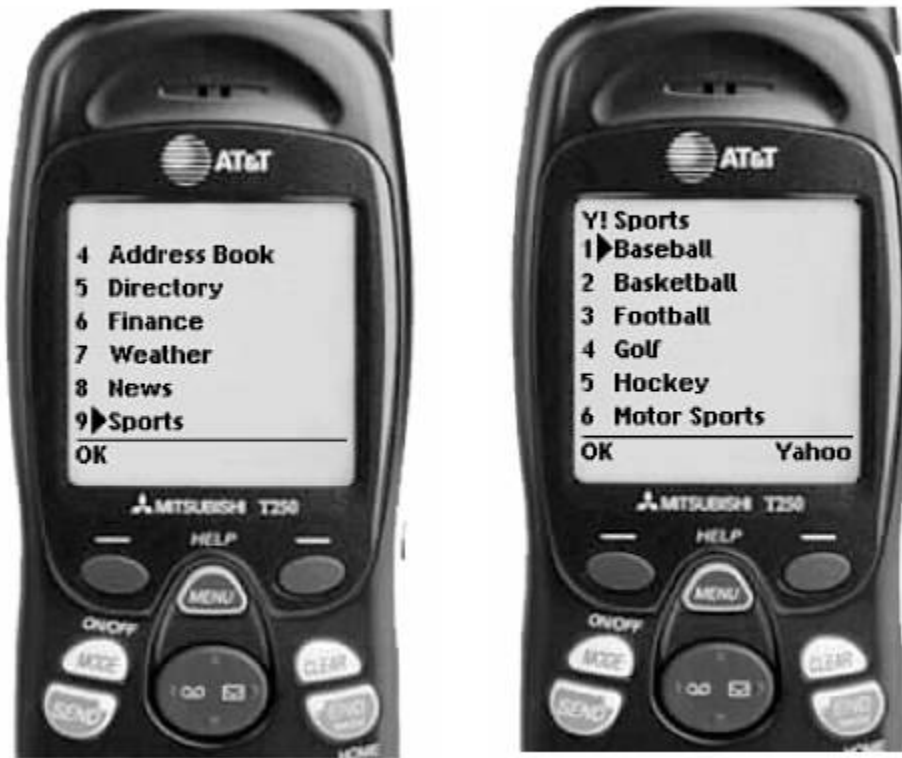 AT&T
4 Address Book
5 Directory
6 Finance
7 Weather
8 News
9 Sports
OK
MITSUBISHI T250
HELP
MENU
ON/OFF
MODE
CLEAR
SEND
END
HOME
AT&T
Y! Sports
1 Baseball
2 Basketball
3 Football
4 Golf
5 Hockey
6 Motor Sports
OK Yahoo
MITSUBISHI T250
HELP
MENU
ON/OFF
MODE
CLEAR
SEND
END
HOME